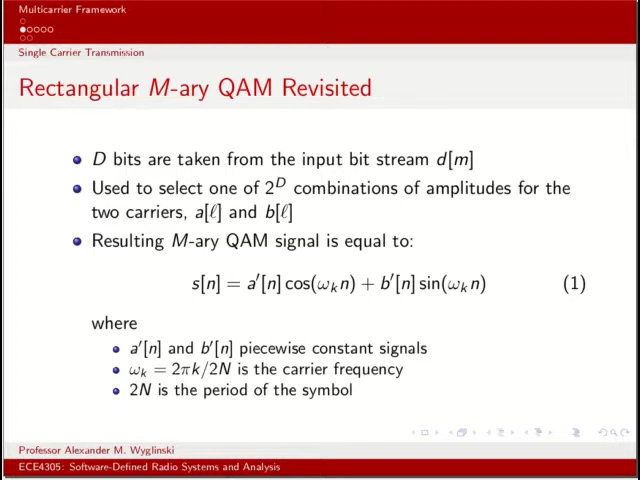 Multicarrier Framework
Single Carrier Transmission
Rectangular M-ary QAM Revisited
D bits are taken from the input bit stream d[m]
Used to select one of 2^D combinations of amplitudes for the
two carriers, a[ℓ] and b[ℓ]
Resulting M-ary QAM signal is equal to:
s[n] = a′[n] cos(ω_k n) + b′[n] sin(ω_k n) (1)
where
a′[n] and b′[n] piecewise constant signals
ω_k = 2πk/2N is the carrier frequency
2N is the period of the symbol
Professor Alexander M. Wyglinski
ECE4305: Software-Defined Radio Systems and Analysis